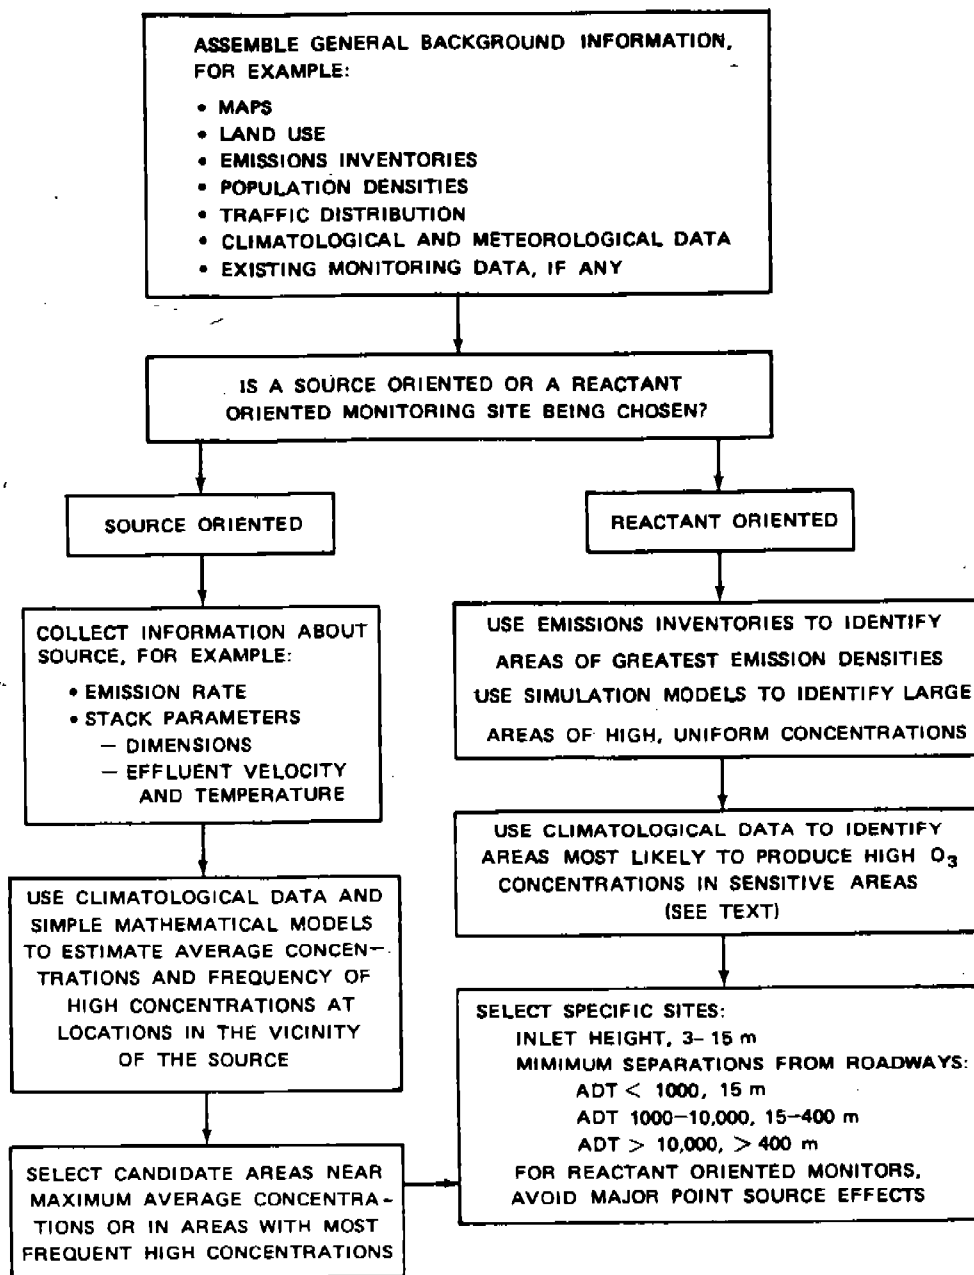 ASSEMBLE GENERAL BACKGROUND INFORMATION,
FOR EXAMPLE:
• MAPS
• LAND USE
• EMISSIONS INVENTORIES
• POPULATION DENSITIES
• TRAFFIC DISTRIBUTION
• CLIMATOLOGICAL AND METEOROLOGICAL DATA
• EXISTING MONITORING DATA, IF ANY
IS A SOURCE ORIENTED OR A REACTANT
ORIENTED MONITORING SITE BEING CHOSEN?
SOURCE ORIENTED
COLLECT INFORMATION ABOUT
SOURCE, FOR EXAMPLE:
• EMISSION RATE
• STACK PARAMETERS
— DIMENSIONS
— EFFLUENT VELOCITY
AND TEMPERATURE
USE CLIMATOLOGICAL DATA AND
SIMPLE MATHEMATICAL MODELS
TO ESTIMATE AVERAGE CONCEN-
TRATIONS AND FREQUENCY OF
HIGH CONCENTRATIONS AT
LOCATIONS IN THE VICINITY
OF THE SOURCE
SELECT CANDIDATE AREAS NEAR
MAXIMUM AVERAGE CONCENTRA-
TIONS OR IN AREAS WITH MOST
FREQUENT HIGH CONCENTRATIONS
REACTANT ORIENTED
USE EMISSIONS INVENTORIES TO IDENTIFY
AREAS OF GREATEST EMISSION DENSITIES
USE SIMULATION MODELS TO IDENTIFY LARGE
AREAS OF HIGH, UNIFORM CONCENTRATIONS
USE CLIMATOLOGICAL DATA TO IDENTIFY
AREAS MOST LIKELY TO PRODUCE HIGH O₃
CONCENTRATIONS IN SENSITIVE AREAS
(SEE TEXT)
SELECT SPECIFIC SITES:
INLET HEIGHT, 3–15 m
MIMIMUM SEPARATIONS FROM ROADWAYS:
ADT < 1000, 15 m
ADT 1000–10,000, 15–400 m
ADT > 10,000, > 400 m
FOR REACTANT ORIENTED MONITORS,
AVOID MAJOR POINT SOURCE EFFECTS